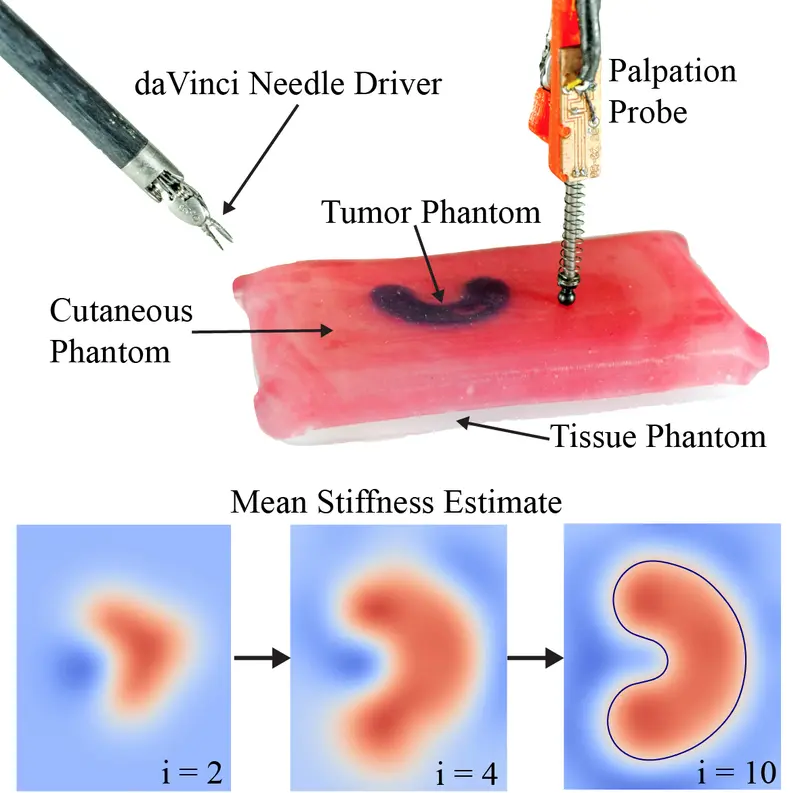 daVinci Needle Driver
Palpation
Probe
Tumor Phantom
Cutaneous
Phantom
Tissue Phantom
Mean Stiffness Estimate
i = 2
i = 4
i = 10